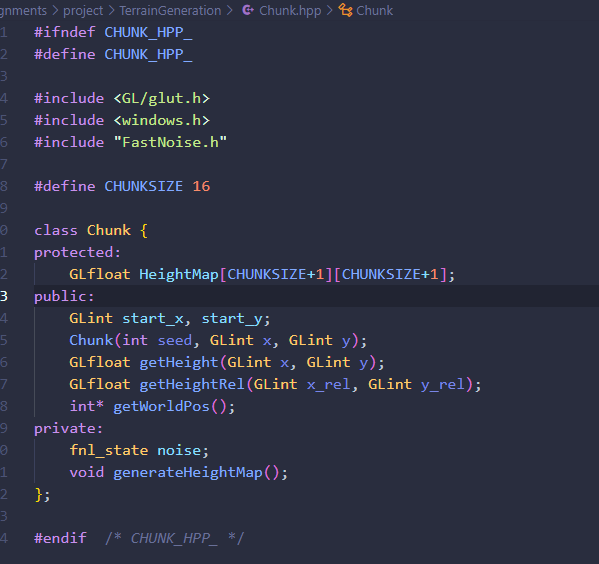 gnments > project > TerrainGeneration > Chunk.hpp > Chunk
1 #ifndef CHUNK_HPP_
2 #define CHUNK_HPP_
3
4 #include <GL/glut.h>
5 #include <windows.h>
6 #include "FastNoise.h"
7
8 #define CHUNKSIZE 16
9
0 class Chunk {
1 protected:
2     GLfloat HeightMap[CHUNKSIZE+1][CHUNKSIZE+1];
3 public:
4     GLint start_x, start_y;
5     Chunk(int seed, GLint x, GLint y);
6     GLfloat getHeight(GLint x, GLint y);
7     GLfloat getHeightRel(GLint x_rel, GLint y_rel);
8     int* getWorldPos();
9 private:
0     fnl_state noise;
1     void generateHeightMap();
2 };
3
4 #endif  /* CHUNK_HPP_ */